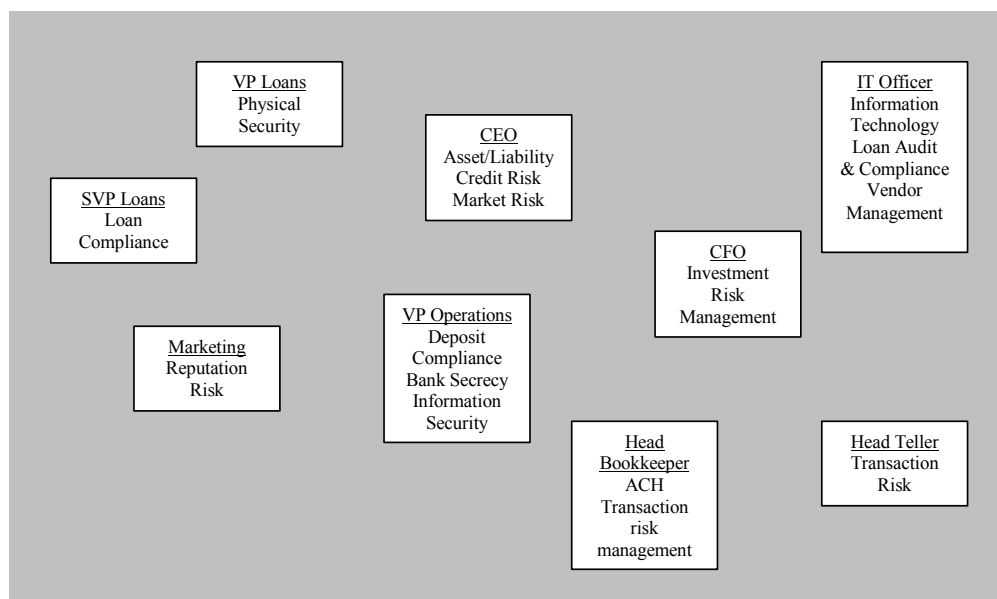 VP Loans
Physical
Security
IT Officer
Information
Technology
Loan Audit
& Compliance
Vendor
Management
CEO
Asset/Liability
Credit Risk
Market Risk
SVP Loans
Loan
Compliance
CFO
Investment
Risk
Management
VP Operations
Deposit
Compliance
Bank Secrecy
Information
Security
Marketing
Reputation
Risk
Head
Bookkeeper
ACH
Transaction
risk
management
Head Teller
Transaction
Risk